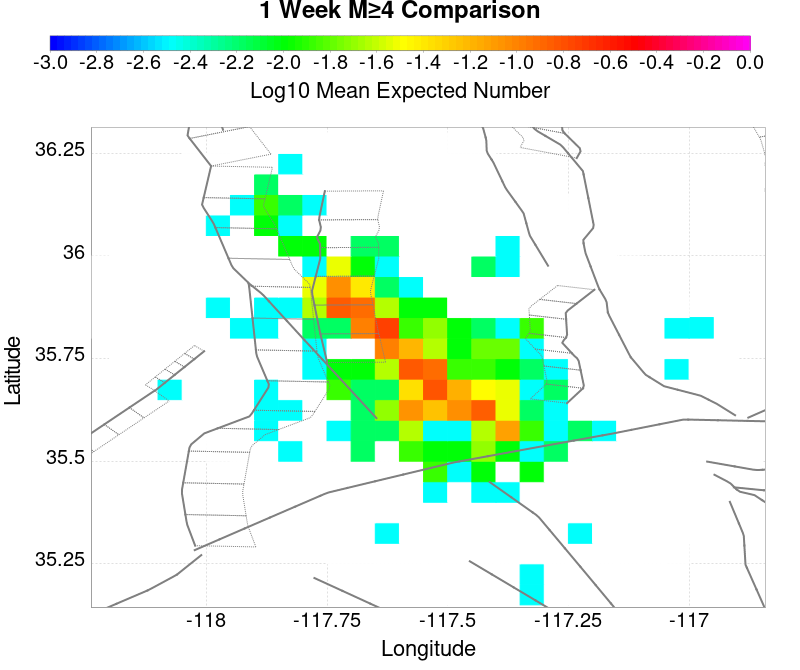 1 Week M≥4 Comparison
-3.0 -2.8 -2.6 -2.4 -2.2 -2.0 -1.8 -1.6 -1.4 -1.2 -1.0 -0.8 -0.6 -0.4 -0.2 0.0
Log10 Mean Expected Number
36.25
36
35.75
35.5
35.25
Latitude
-118 -117.75 -117.5 -117.25 -117
Longitude